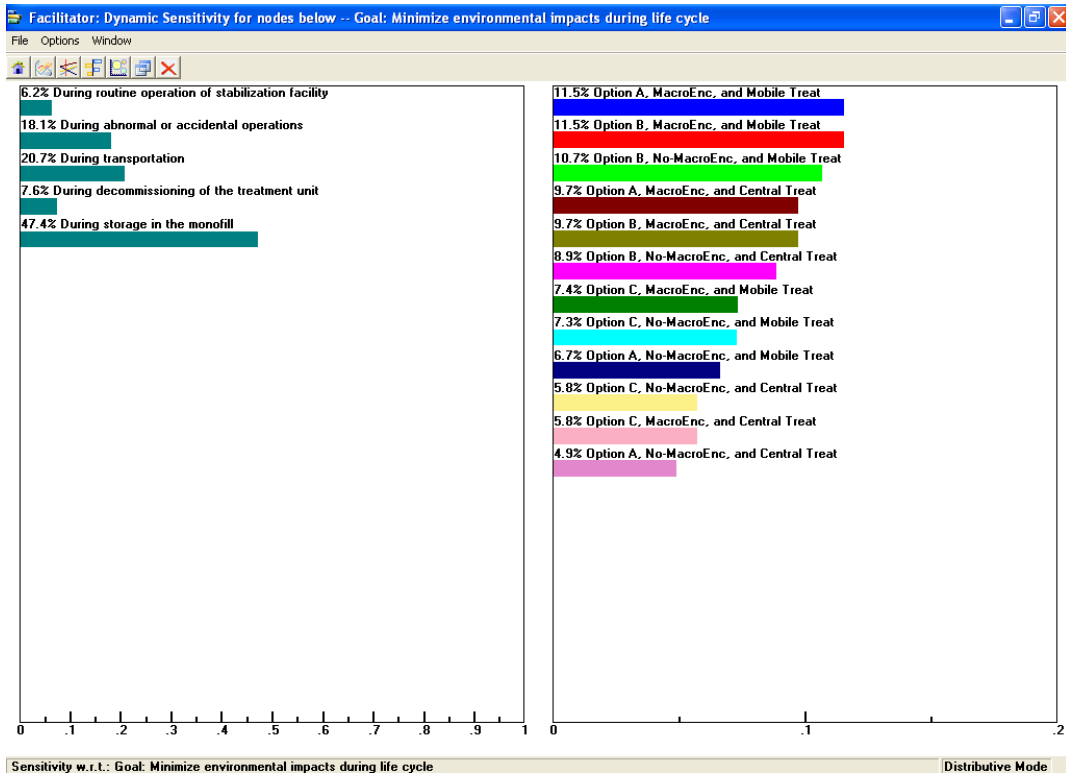 Facilitator: Dynamic Sensitivity for nodes below -- Goal: Minimize environmental impacts during life cycle
File Options Window
6.2% During routine operation of stabilization facility
18.1% During abnormal or accidental operations
20.7% During transportation
7.6% During decommissioning of the treatment unit
47.4% During storage in the monofill
0 .1 .2 .3 .4 .5 .6 .7 .8 .9 1
11.5% Option A, MacroEnc, and Mobile Treat
11.5% Option B, MacroEnc, and Mobile Treat
10.7% Option B, No-MacroEnc, and Mobile Treat
9.7% Option A, MacroEnc, and Central Treat
9.7% Option B, MacroEnc, and Central Treat
8.9% Option B, No-MacroEnc, and Central Treat
7.4% Option C, MacroEnc, and Mobile Treat
7.3% Option C, No-MacroEnc, and Mobile Treat
6.7% Option A, No-MacroEnc, and Mobile Treat
5.8% Option C, No-MacroEnc, and Central Treat
5.8% Option C, MacroEnc, and Central Treat
4.9% Option A, No-MacroEnc, and Central Treat
0 .1 .2
Sensitivity w.r.t.: Goal: Minimize environmental impacts during life cycle
Distributive Mode